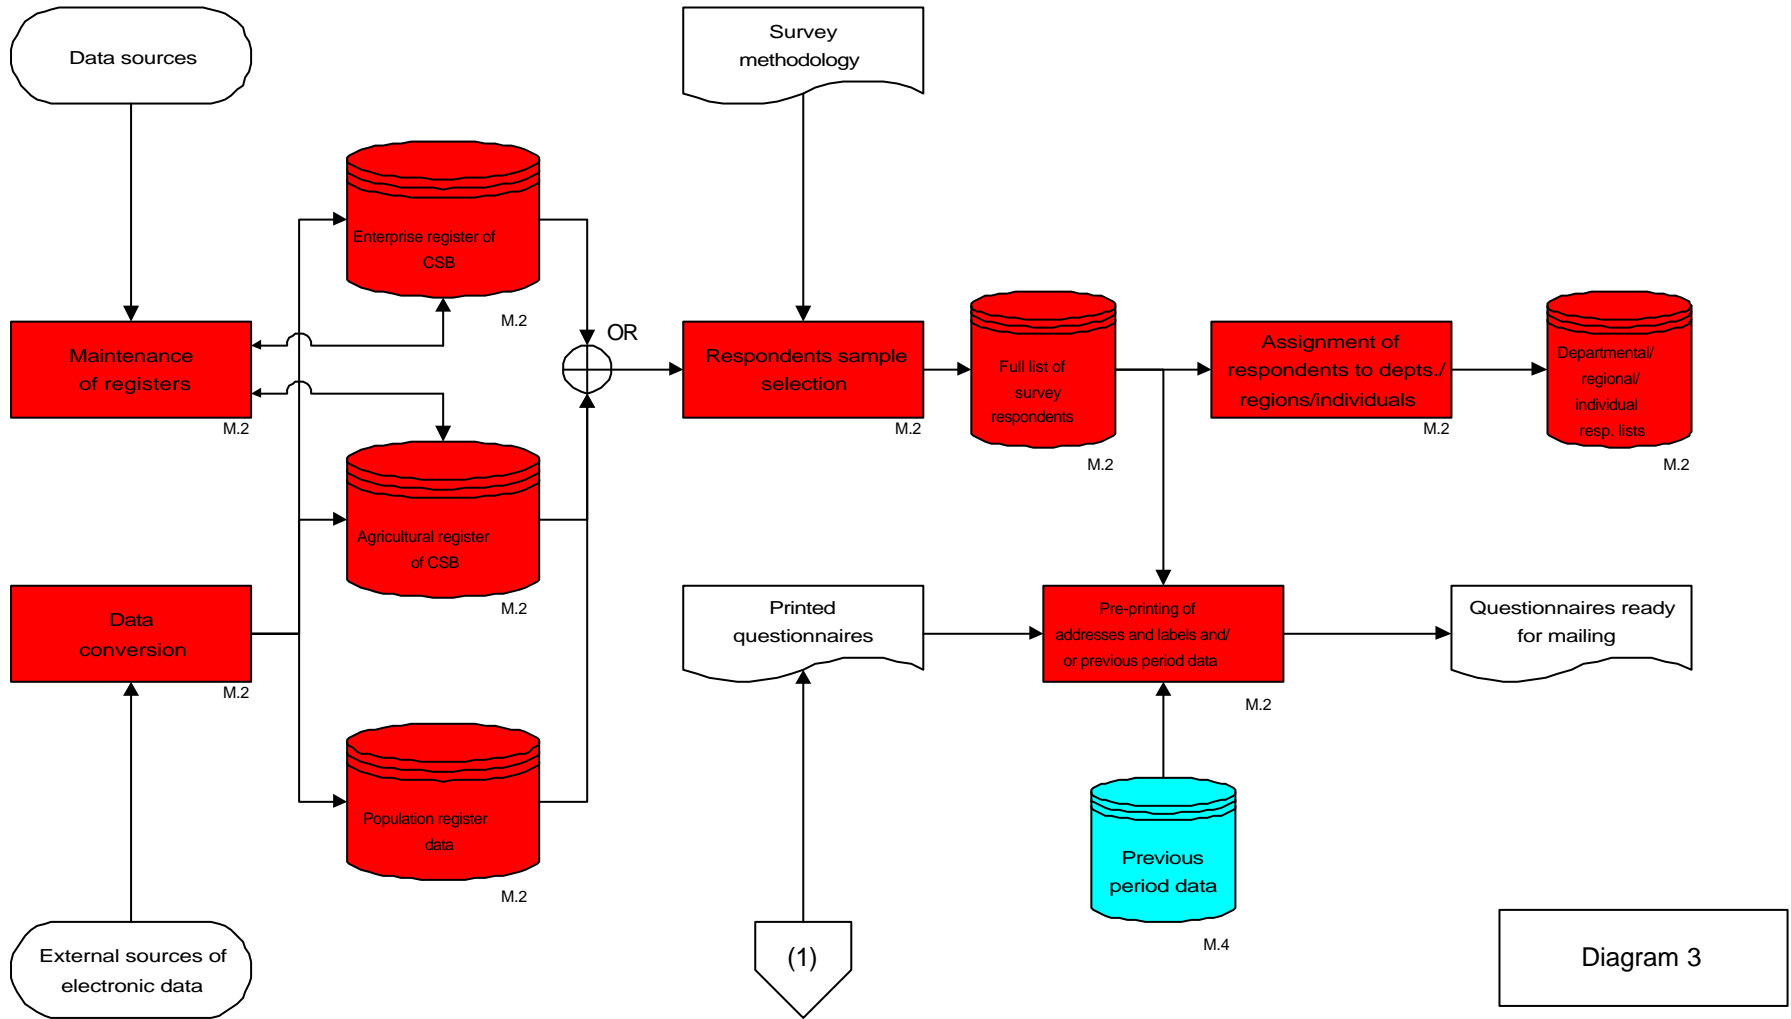 Data sources
Survey
methodology
Enterprise register of
CSB
M.2
OR
Maintenance
of registers
M.2
Respondents sample
selection
M.2
Full list of
survey
respondents
M.2
Assignment of
respondents to depts./
regions/individuals
M.2
Departmental/
regional/
individual
resp. lists
M.2
Agricultural register
of CSB
M.2
Data
conversion
M.2
Printed
questionnaires
Pre-printing of
addresses and labels and/
or previous period data
M.2
Questionnaires ready
for mailing
Population register
data
M.2
Previous
period data
M.4
External sources of
electronic data
(1)
Diagram 3